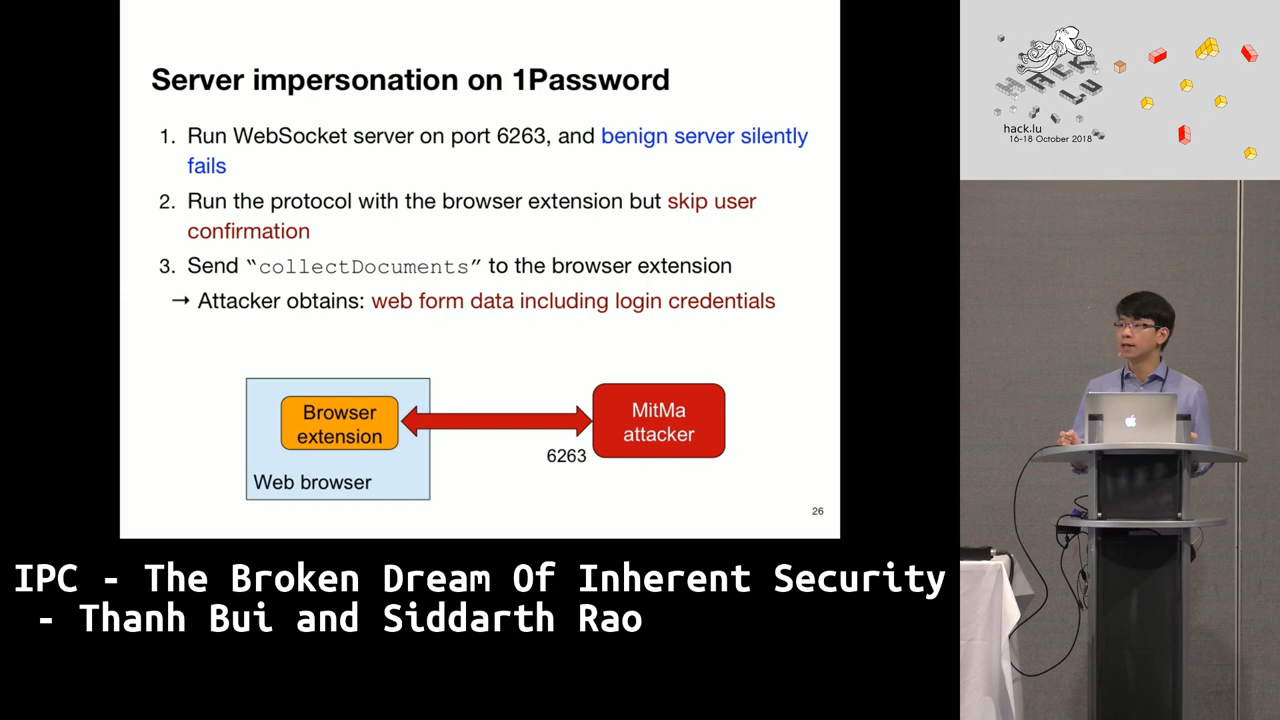 Server impersonation on 1Password
1. Run WebSocket server on port 6263, and benign server silently
fails
2. Run the protocol with the browser extension but skip user
confirmation
3. Send “collectDocuments” to the browser extension
→ Attacker obtains: web form data including login credentials
Browser
extension
Web browser
MitMa
attacker
6263
26
HACK
LU
hack.lu
16-18 October 2018
IPC - The Broken Dream Of Inherent Security
- Thanh Bui and Siddarth Rao